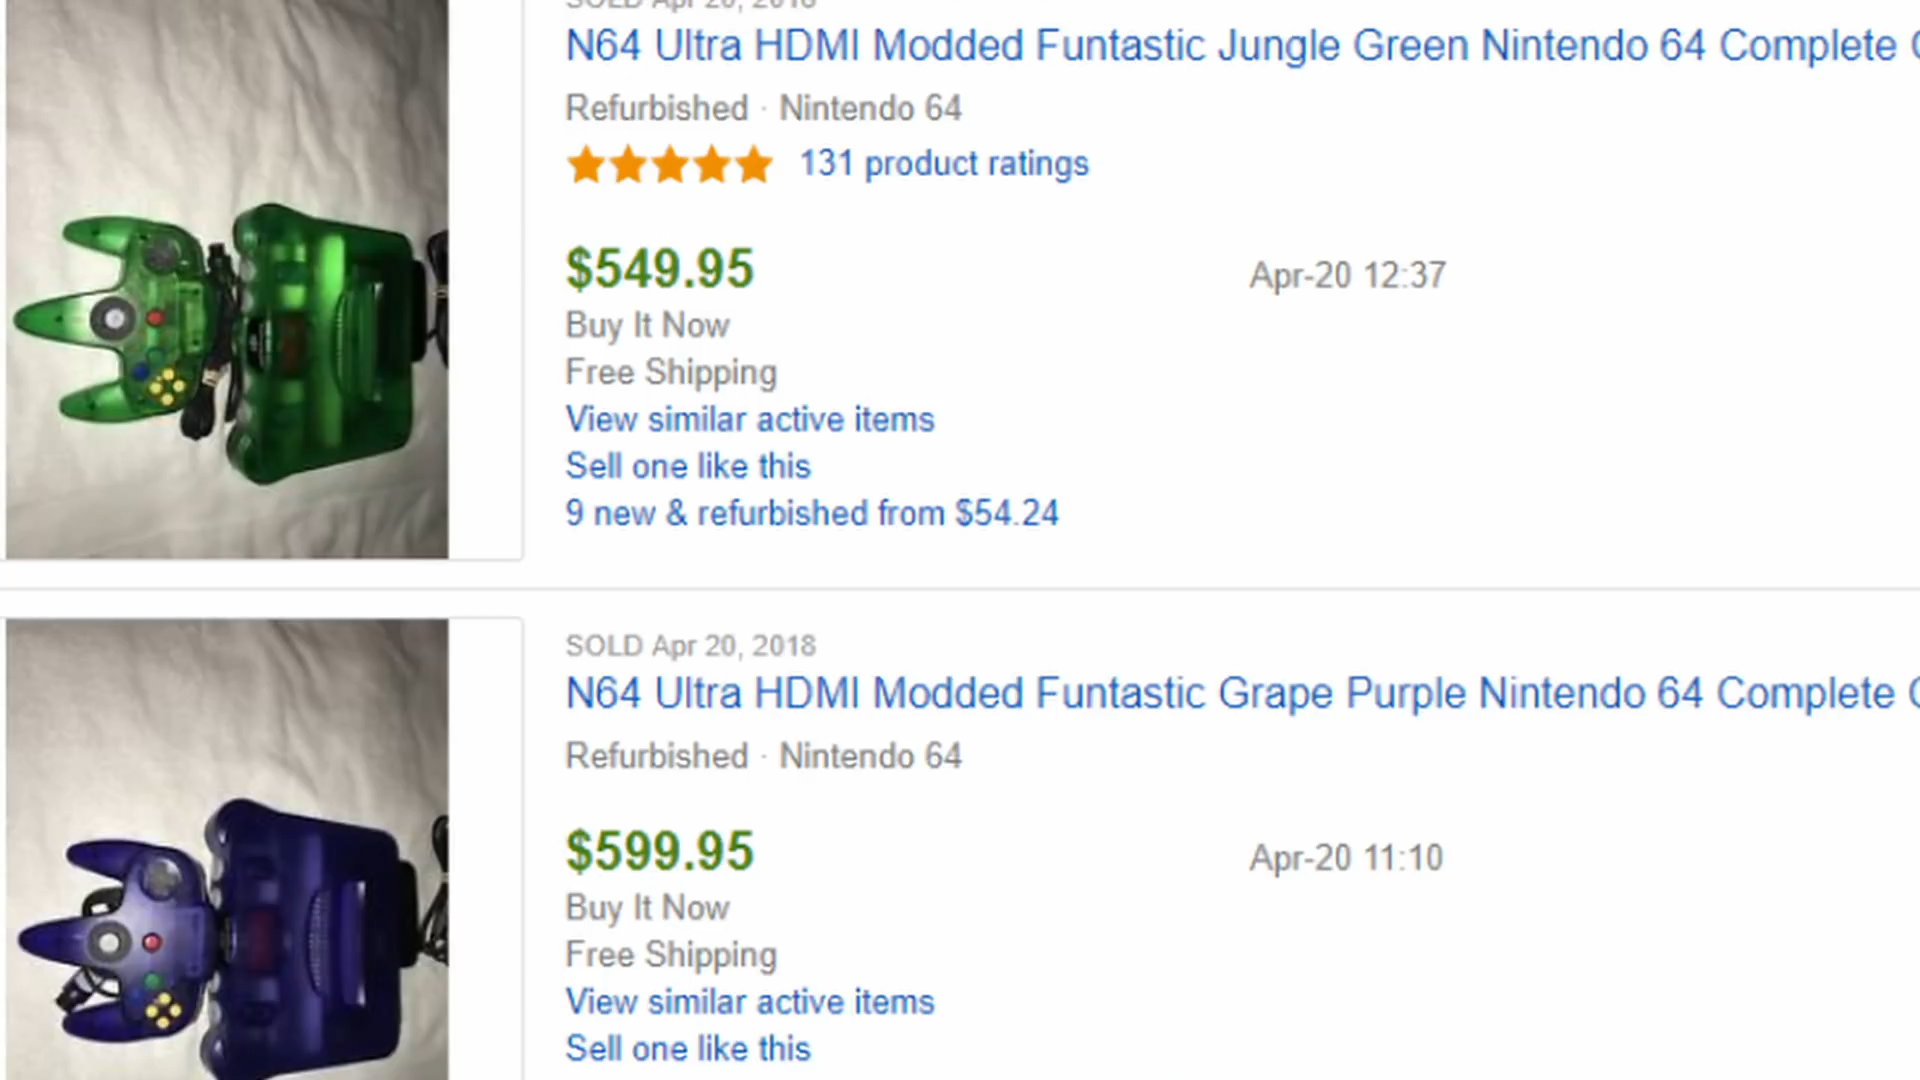 SOLD Apr 20, 2018
N64 Ultra HDMI Modded Funtastic Jungle Green Nintendo 64 Complete
Refurbished · Nintendo 64
131 product ratings
$549.95
Apr-20 12:37
Buy It Now
Free Shipping
View similar active items
Sell one like this
9 new & refurbished from $54.24
SOLD Apr 20, 2018
N64 Ultra HDMI Modded Funtastic Grape Purple Nintendo 64 Complete
Refurbished · Nintendo 64
$599.95
Apr-20 11:10
Buy It Now
Free Shipping
View similar active items
Sell one like this